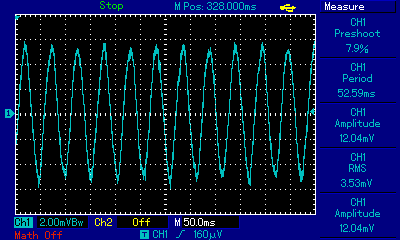 Stop M Pos: 328.000ms Measure
CH1
Preshoot
7.9%
CH1
Period
52.59ms
1
CH1
Amplitude
12.04mV
CH1
RMS
3.53mV
CH1
Amplitude
12.04mV
Ch1 2.00mVBw Ch2 Off M 50.0ms
Math Off T CH1 160µV